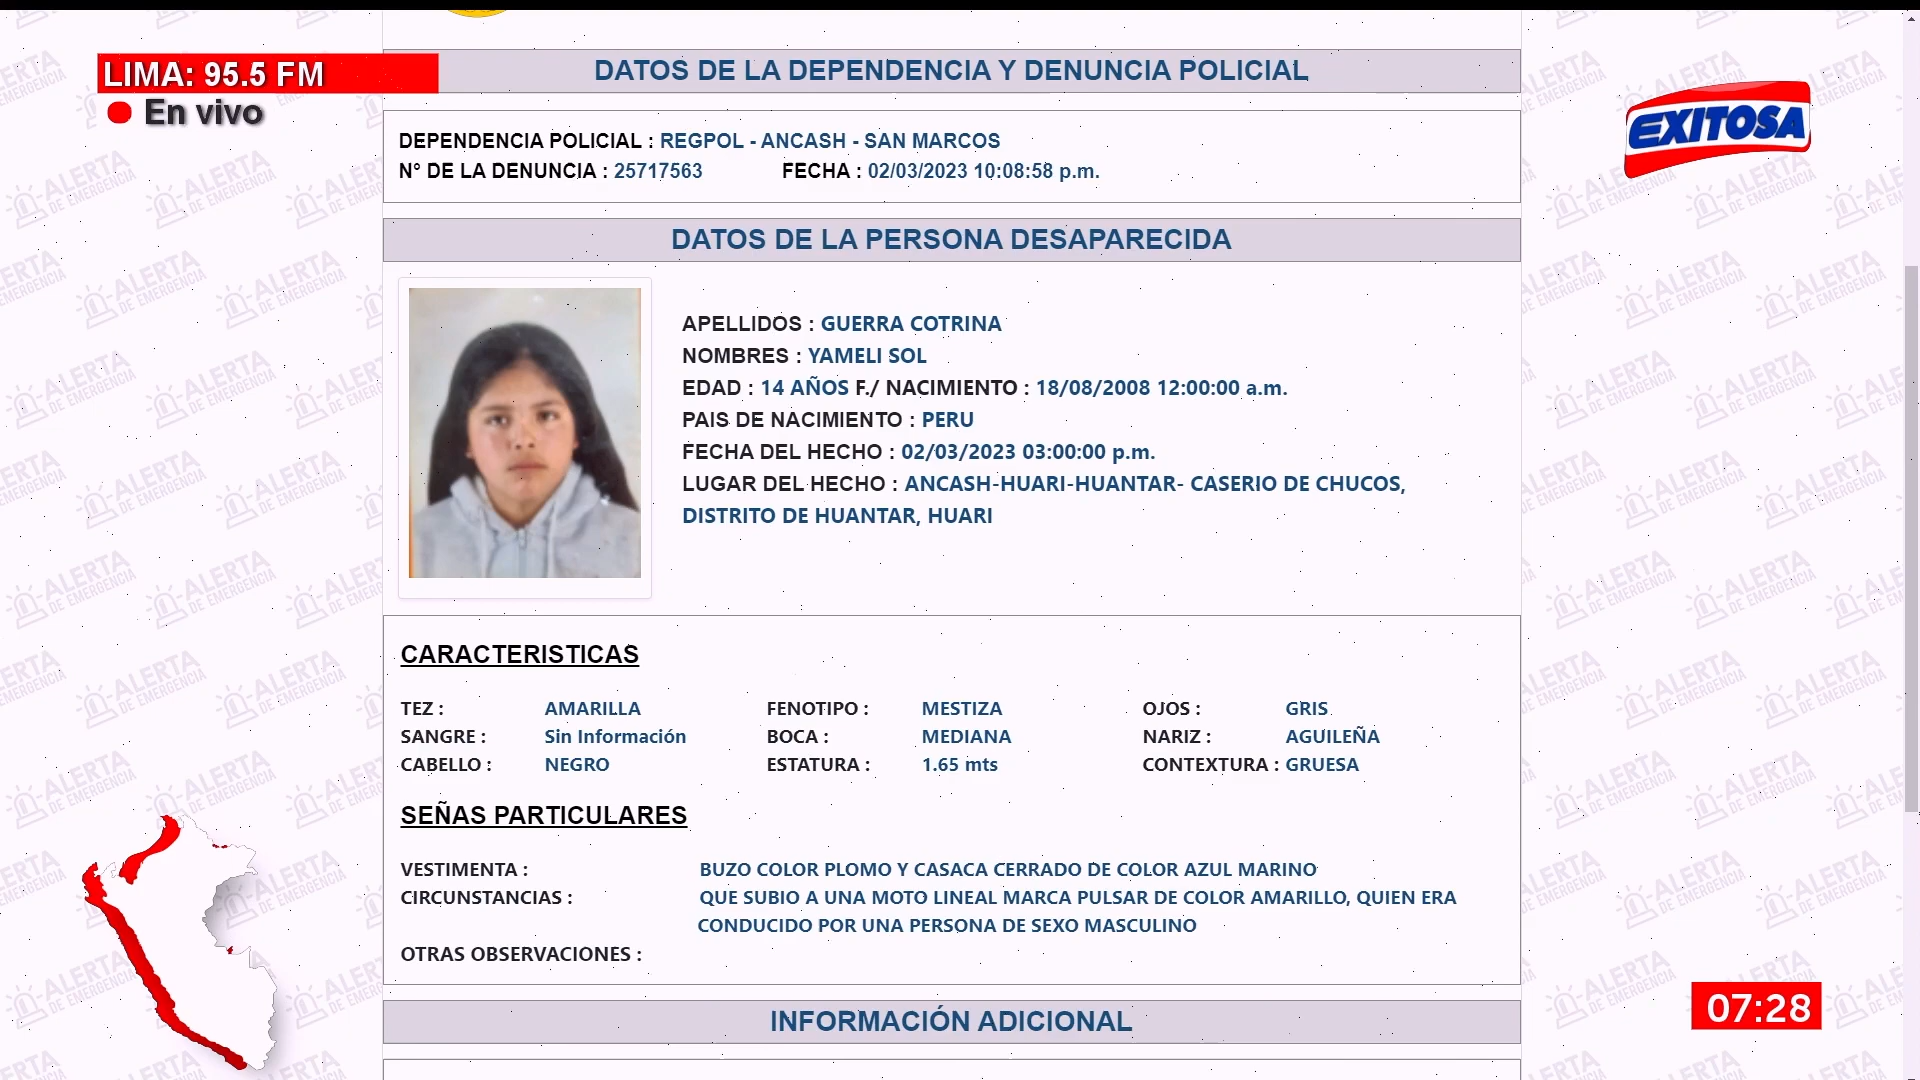 LIMA: 95.5 FM
En vivo
EXITOSA
DATOS DE LA DEPENDENCIA Y DENUNCIA POLICIAL
DEPENDENCIA POLICIAL : REGPOL - ANCASH - SAN MARCOS
N° DE LA DENUNCIA : 25717563 FECHA : 02/03/2023 10:08:58 p.m.
DATOS DE LA PERSONA DESAPARECIDA
APELLIDOS : GUERRA COTRINA
NOMBRES : YAMELI SOL
EDAD : 14 AÑOS F./ NACIMIENTO : 18/08/2008 12:00:00 a.m.
PAIS DE NACIMIENTO : PERU
FECHA DEL HECHO : 02/03/2023 03:00:00 p.m.
LUGAR DEL HECHO : ANCASH-HUARI-HUANTAR- CASERIO DE CHUCOS,
DISTRITO DE HUANTAR, HUARI
CARACTERISTICAS
TEZ : AMARILLA FENOTIPO : MESTIZA OJOS : GRIS
SANGRE : Sin Información BOCA : MEDIANA NARIZ : AGUILEÑA
CABELLO : NEGRO ESTATURA : 1.65 mts CONTEXTURA : GRUESA
SEÑAS PARTICULARES
VESTIMENTA : BUZO COLOR PLOMO Y CASACA CERRADO DE COLOR AZUL MARINO
CIRCUNSTANCIAS : QUE SUBIO A UNA MOTO LINEAL MARCA PULSAR DE COLOR AMARILLO, QUIEN ERA
CONDUCIDO POR UNA PERSONA DE SEXO MASCULINO
OTRAS OBSERVACIONES :
INFORMACIÓN ADICIONAL
07:28
ALERTA
DE EMERGENCIA